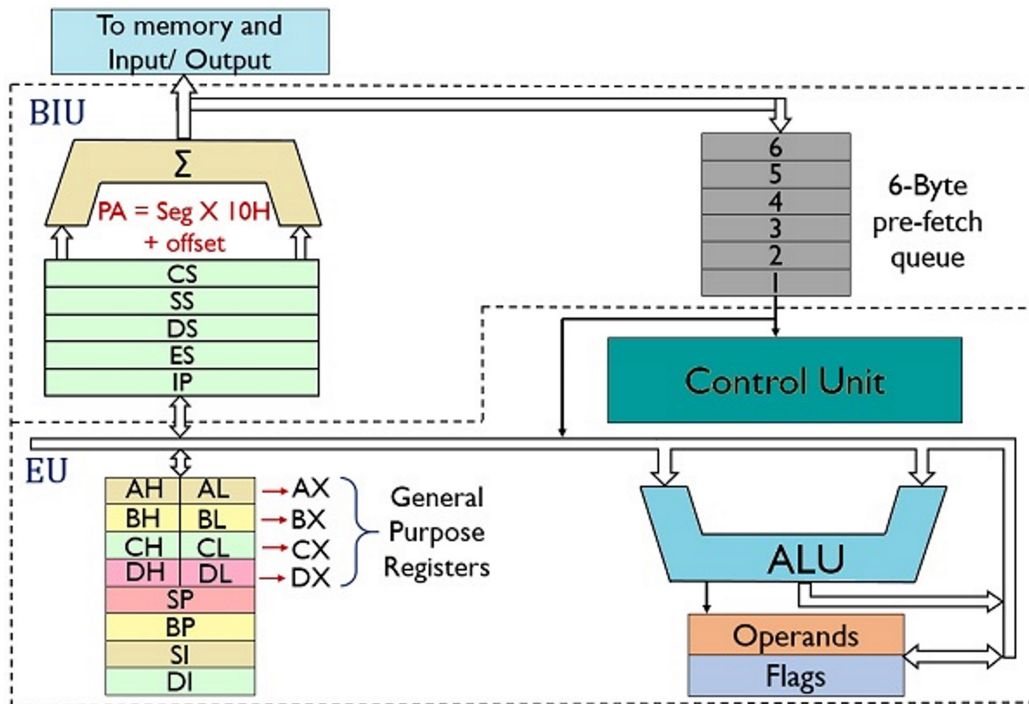 To memory and
Input/ Output
BIU
Σ
PA = Seg X 10H
+ offset
CS
SS
DS
ES
IP
6
5
4
3
2
1
6-Byte
pre-fetch
queue
Control Unit
EU
AH AL AX
BH BL BX
CH CL CX
DH DL DX
SP
BP
SI
DI
General
Purpose
Registers
ALU
Operands
Flags